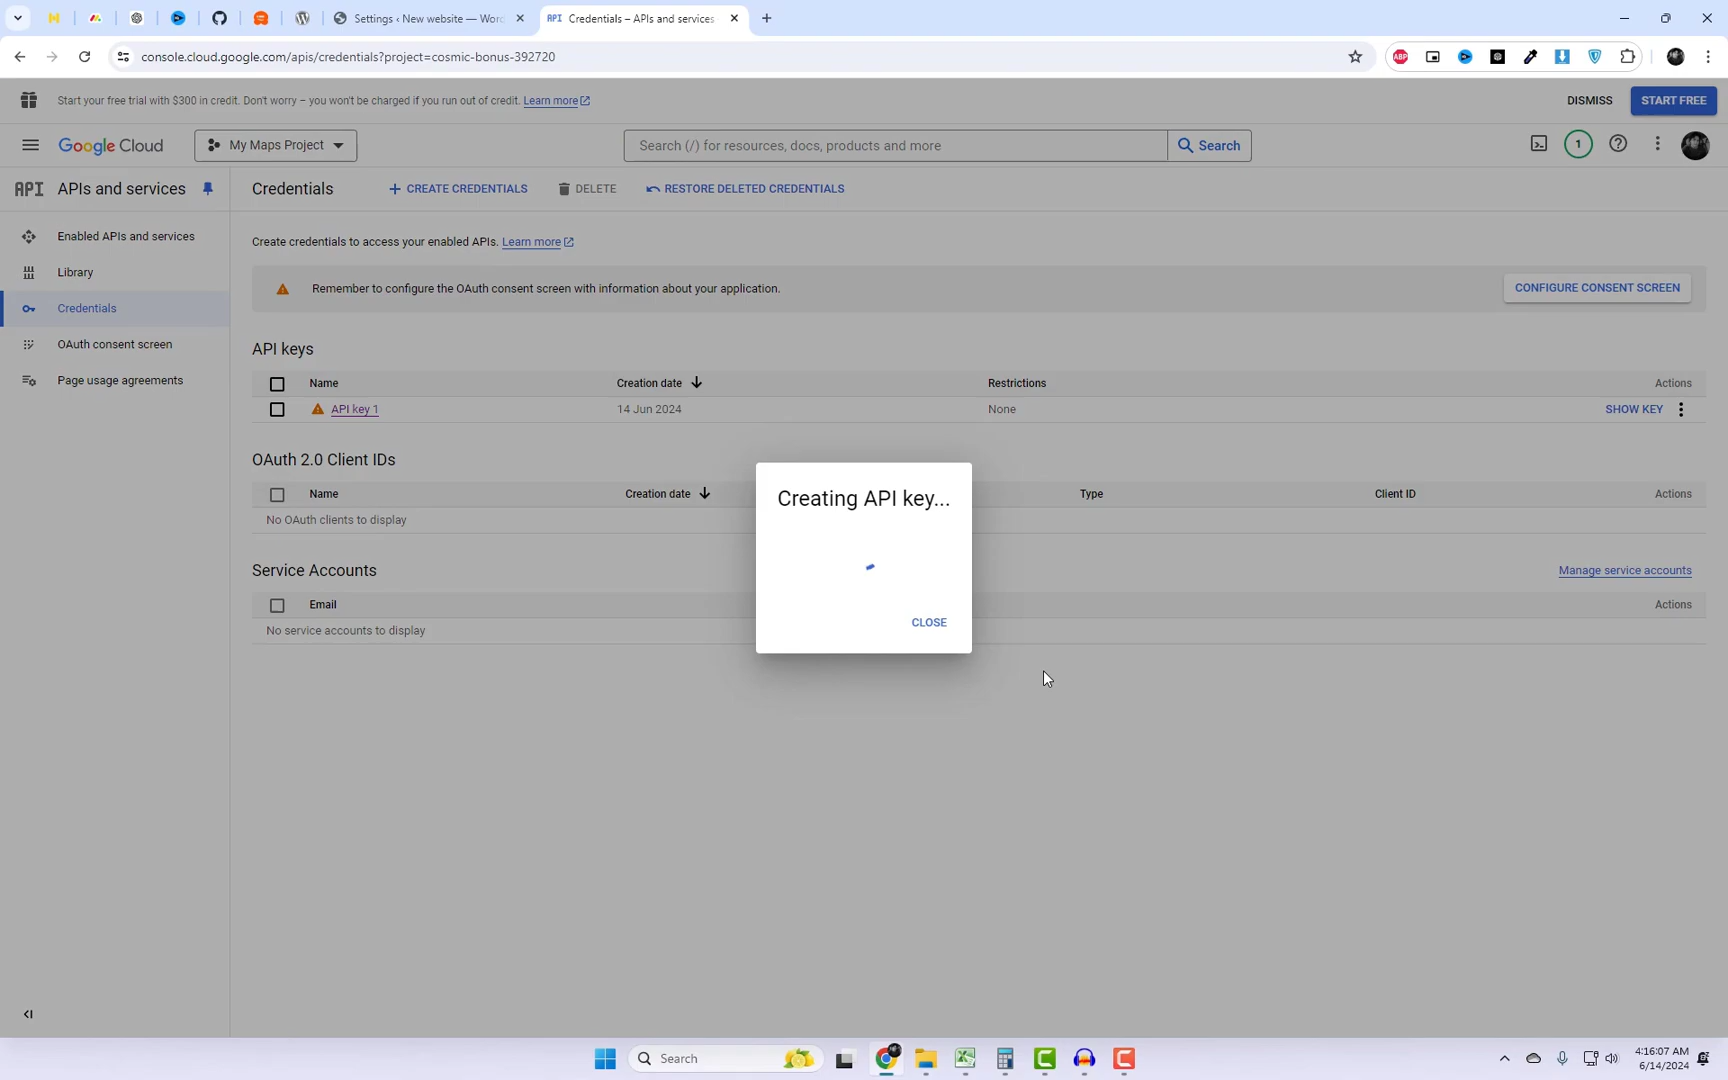 Settings ‹ New website — Word
API Credentials – APIs and services
console.cloud.google.com/apis/credentials?project=cosmic-bonus-392720
ABP
Start your free trial with $300 in credit. Don't worry – you won't be charged if you run out of credit. Learn more
DISMISS
START FREE
Google Cloud
My Maps Project
Search (/) for resources, docs, products and more
Search
1
API APIs and services
Credentials
CREATE CREDENTIALS
DELETE
RESTORE DELETED CREDENTIALS
Enabled APIs and services
Library
Credentials
OAuth consent screen
Page usage agreements
Create credentials to access your enabled APIs. Learn more
Remember to configure the OAuth consent screen with information about your application.
CONFIGURE CONSENT SCREEN
API keys
Name Creation date Restrictions Actions
API key 1 14 Jun 2024 None SHOW KEY
OAuth 2.0 Client IDs
Name Creation date Type Client ID Actions
No OAuth clients to display
Creating API key...
CLOSE
Service Accounts
Manage service accounts
Email Actions
No service accounts to display
Search
4:16:07 AM
6/14/2024